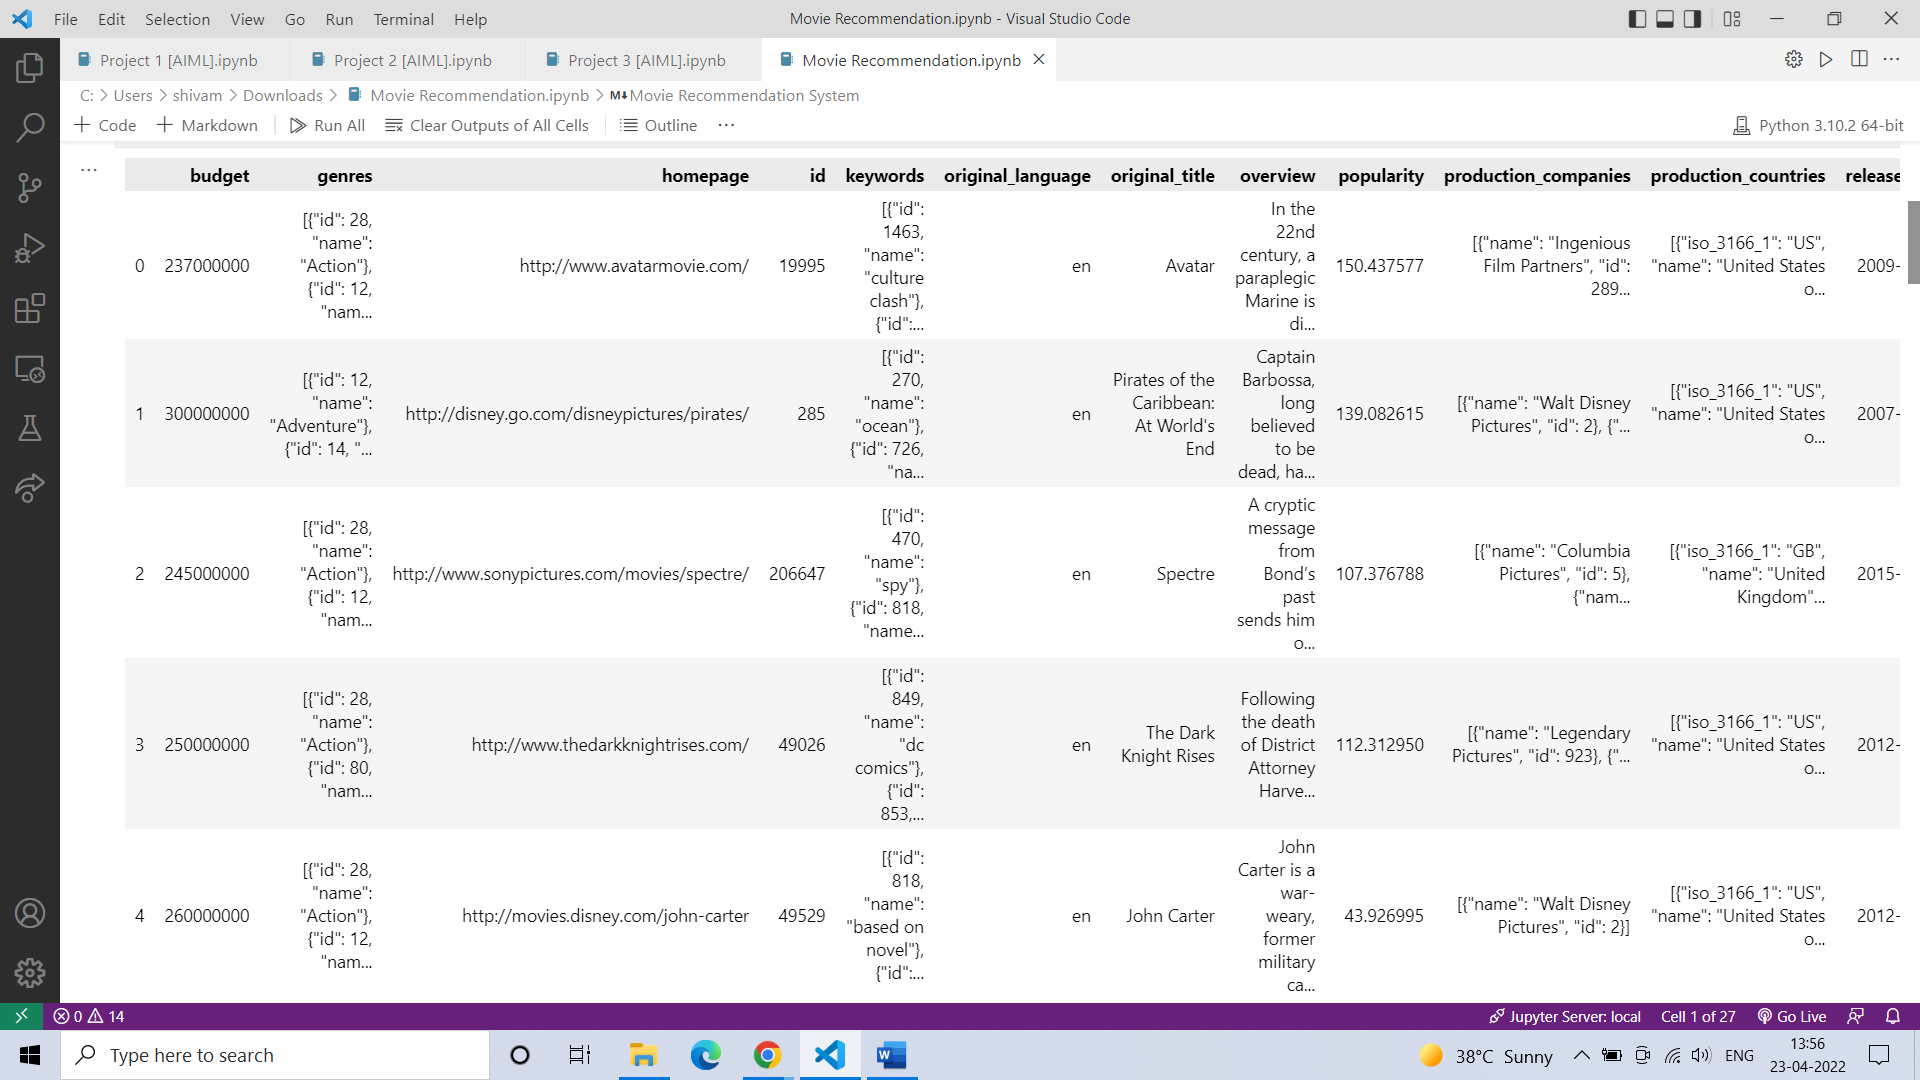 File Edit Selection View Go Run Terminal Help
Movie Recommendation.ipynb - Visual Studio Code
Project 1 [AIML].ipynb
Project 2 [AIML].ipynb
Project 3 [AIML].ipynb
Movie Recommendation.ipynb
C: > Users > shivam > Downloads > Movie Recommendation.ipynb > M↓Movie Recommendation System
+ Code + Markdown Run All Clear Outputs of All Cells Outline ...
Python 3.10.2 64-bit
...
budget genres homepage id keywords original_language original_title overview popularity production_companies production_countries release
0
237000000
[{"id": 28,
"name":
"Action"},
{"id": 12,
"nam...
http://www.avatarmovie.com/
19995
[{"id":
1463,
"name":
"culture
clash"},
{"id":...
en
Avatar
In the
22nd
century, a
paraplegic
Marine is
di...
150.437577
[{"name": "Ingenious
Film Partners", "id":
289...
[{"iso_3166_1": "US",
"name": "United States
o...
2009-
1
300000000
[{"id": 12,
"name":
"Adventure"},
{"id": 14, "...
http://disney.go.com/disneypictures/pirates/
285
[{"id":
270,
"name":
"ocean"},
{"id": 726,
"na...
en
Pirates of the
Caribbean:
At World's
End
Captain
Barbossa,
long
believed
to be
dead, ha...
139.082615
[{"name": "Walt Disney
Pictures", "id": 2}, {"...
[{"iso_3166_1": "US",
"name": "United States
o...
2007-
2
245000000
[{"id": 28,
"name":
"Action"},
{"id": 12,
"nam...
http://www.sonypictures.com/movies/spectre/
206647
[{"id":
470,
"name":
"spy"},
{"id": 818,
"name...
en
Spectre
A cryptic
message
from
Bond’s
past
sends him
o...
107.376788
[{"name": "Columbia
Pictures", "id": 5},
{"nam...
[{"iso_3166_1": "GB",
"name": "United
Kingdom"...
2015-
3
250000000
[{"id": 28,
"name":
"Action"},
{"id": 80,
"nam...
http://www.thedarkknightrises.com/
49026
[{"id":
849,
"name":
"dc
comics"},
{"id":
853,...
en
The Dark
Knight Rises
Following
the death
of District
Attorney
Harve...
112.312950
[{"name": "Legendary
Pictures", "id": 923}, {"...
[{"iso_3166_1": "US",
"name": "United States
o...
2012-
4
260000000
[{"id": 28,
"name":
"Action"},
{"id": 12,
"nam...
http://movies.disney.com/john-carter
49529
[{"id":
818,
"name":
"based on
novel"},
{"id":...
en
John Carter
John
Carter is a
war-
weary,
former
military
ca...
43.926995
[{"name": "Walt Disney
Pictures", "id": 2}]
[{"iso_3166_1": "US",
"name": "United States
o...
2012-
0 14
Jupyter Server: local Cell 1 of 27 Go Live
Type here to search
38°C Sunny
ENG
13:56
23-04-2022